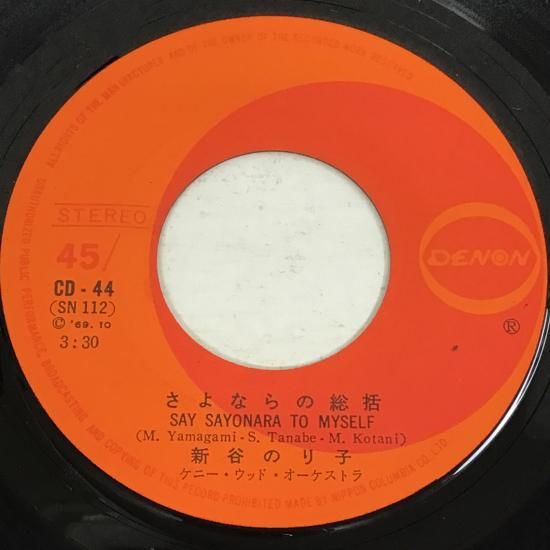 ALL RIGHTS OF THE MANUFACTURER AND OF THE OWNER OF THE RECORDED WORK RESERVED
STEREO
45/
CD - 44
(SN 112)
Ⓒ '69. 10
3 : 30
DENON
®
さよならの総括
SAY SAYONARA TO MYSELF
(M. Yamagami - S. Tanabe - M. Kotani)
新谷のり子
ケニー・ウッド・オーケストラ
UNAUTHORIZED PUBLIC PERFORMANCE, BROADCASTING AND COPYING OF THIS RECORD PROHIBITED MADE BY NIPPON COLUMBIA CO. LTD.